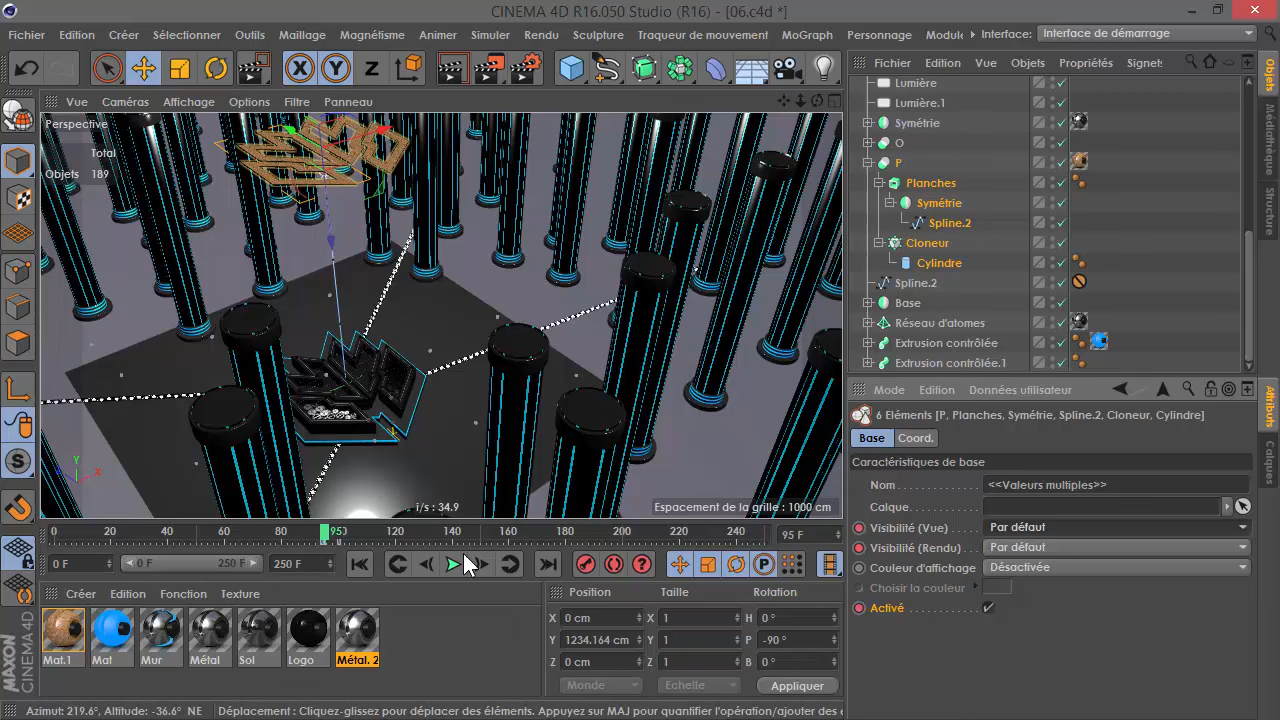 CINEMA 4D R16.050 Studio (R16) - [06.c4d *]
Fichier Edition Créer Sélectionner Outils Maillage Magnétisme Animer Simuler Rendu Sculpture Traqueur de mouvement MoGraph Personnage Module Interface: Interface de démarrage
X Y Z
Fichier Edition Vue Objets Propriétés Signets
Vue Caméras Affichage Options Filtre Panneau
Perspective
Total
Objets 189
i/s : 34.9
Espacement de la grille : 1000 cm
Lumière
Lumière.1
Symétrie
O
P
Planches
Symétrie
Spline.2
Cloneur
Cylindre
Spline.2
Base
Réseau d'atomes
Extrusion contrôlée
Extrusion contrôlée.1
Objets
Médiathèque
Structure
Mode Edition Données utilisateur
6 Eléments [P, Planches, Symétrie, Spline.2, Cloneur, Cylindre]
Base Coord.
Caractéristiques de base
Nom <<Valeurs multiples>>
Calque
Visibilité (Vue) Par défaut
Visibilité (Rendu) Par défaut
Couleur d'affichage Désactivée
Choisir la couleur
Activé
Attributs
Calques
0 20 40 60 80 95 120 140 160 180 200 220 240 95 F
0 F 0 F 250 F 250 F
Créer Edition Fonction Texture
Mat.1 Mat Mur Métal Sol Logo Métal. 2
Position Taille Rotation
X 0 cm X 1 H 0 °
Y 1234.164 cm Y 1 P -90 °
Z 0 cm Z 1 B 0 °
Monde Echelle Appliquer
MAXON CINEMA 4D
Azimut: 219.6°, Altitude: -36.6° NE Déplacement : Cliquez-glissez pour déplacer des éléments. Appuyez sur MAJ pour quantifier l'opération/ajouter des é